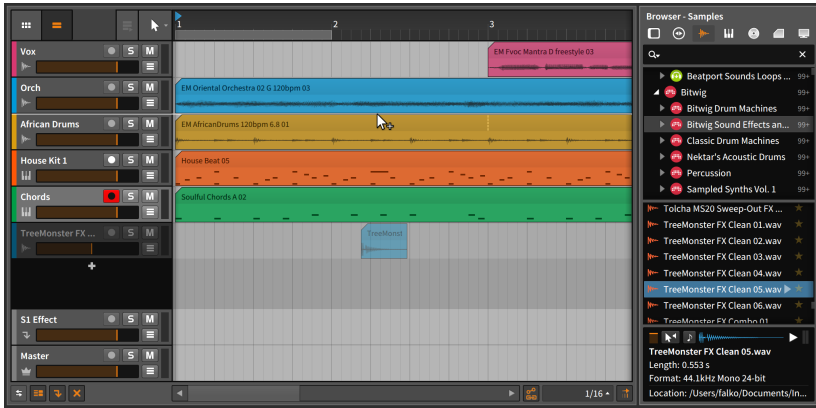 Browser - Samples
1 2 3
Vox S M
EM Fvoc Mantra D freestyle 03
Orch S M
EM Oriental Orchestra 02 G 120bpm 03
African Drums S M
EM AfricanDrums 120bpm 6.8 01
House Kit 1 S M
House Beat 05
Chords S M
Soulful Chords A 02
TreeMonster FX ... S M
TreeMonst
+
S1 Effect S M
Master S M
1/16
Beatport Sounds Loops ... 99+
Bitwig 99+
Bitwig Drum Machines 99+
Bitwig Sound Effects an... 99+
Classic Drum Machines 99+
Nektar's Acoustic Drums 99+
Percussion 99+
Sampled Synths Vol. 1 99+
Tolcha MS20 Sweep-Out FX ...
TreeMonster FX Clean 01.wav
TreeMonster FX Clean 02.wav
TreeMonster FX Clean 03.wav
TreeMonster FX Clean 04.wav
TreeMonster FX Clean 05.wav
TreeMonster FX Clean 06.wav
TreeMonster FX Combo 01
TreeMonster FX Clean 05.wav
Length: 0.553 s
Format: 44.1kHz Mono 24-bit
Location: /Users/falko/Documents/In...